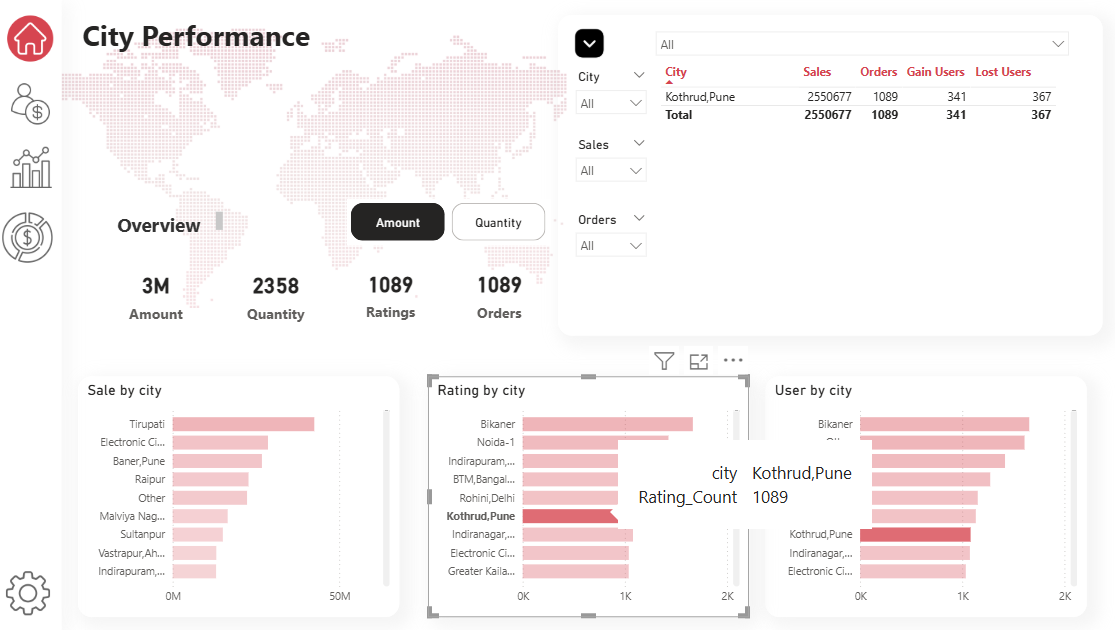 City Performance
Overview
Amount
Quantity
3M
Amount
2358
Quantity
1089
Ratings
1089
Orders
City
All
Sales
All
Orders
All
All
City Sales Orders Gain Users Lost Users
Kothrud,Pune 2550677 1089 341 367
Total 2550677 1089 341 367
Sale by city
Tirupati
Electronic Ci...
Baner,Pune
Raipur
Other
Malviya Nag...
Sultanpur
Vastrapur,Ah...
Indirapuram,...
0M 50M
Rating by city
Bikaner
Noida-1
Indirapuram,...
BTM,Bangal...
Rohini,Delhi
Kothrud,Pune
Indiranagar,...
Electronic Ci...
Greater Kaila...
0K 1K 2K
city Kothrud,Pune
Rating_Count 1089
User by city
Bikaner
Kothrud,Pune
Indiranagar,...
Electronic Ci...
0K 1K 2K